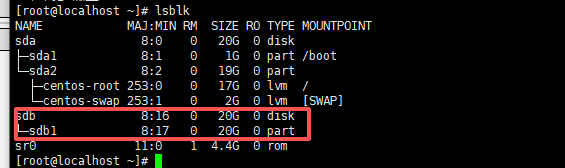 [root@localhost ~]# lsblk
NAME            MAJ:MIN RM  SIZE RO TYPE MOUNTPOINT
sda               8:0    0   20G  0 disk
├─sda1            8:1    0    1G  0 part /boot
└─sda2            8:2    0   19G  0 part
  ├─centos-root 253:0    0   17G  0 lvm  /
  └─centos-swap 253:1    0    2G  0 lvm  [SWAP]
sdb               8:16   0   20G  0 disk
└─sdb1            8:17   0   20G  0 part
sr0              11:0    1  4.4G  0 rom
[root@localhost ~]#